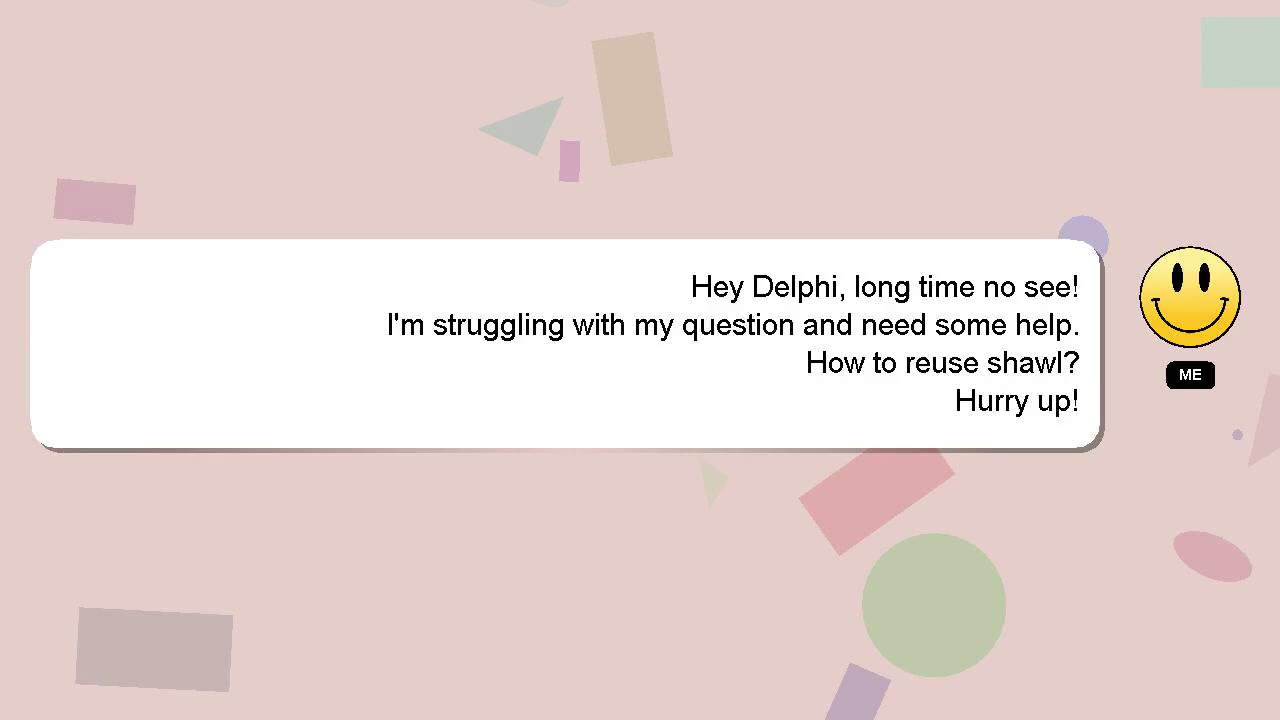 Hey Delphi, long time no see!
I'm struggling with my question and need some help.
How to reuse shawl?
Hurry up!
ME